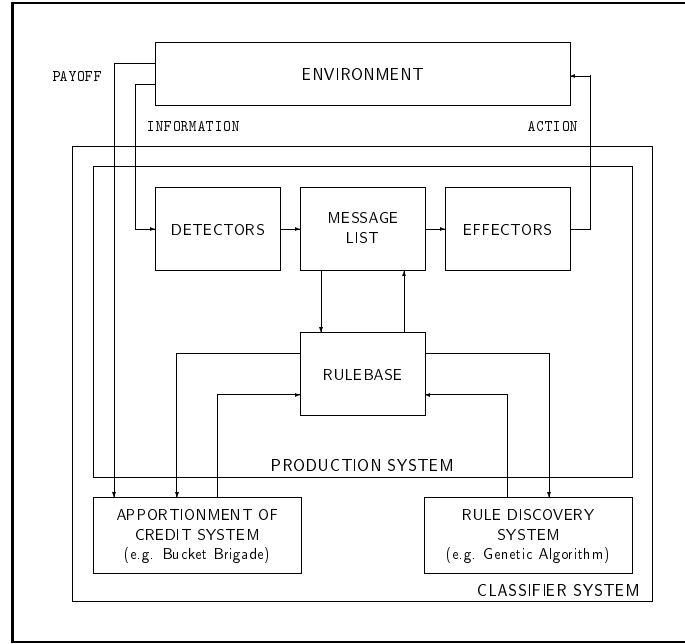 ENVIRONMENT
PAYOFF
INFORMATION
ACTION
DETECTORS
MESSAGE
LIST
EFFECTORS
RULEBASE
PRODUCTION SYSTEM
APPORTIONMENT OF
CREDIT SYSTEM
(e.g. Bucket Brigade)
RULE DISCOVERY
SYSTEM
(e.g. Genetic Algorithm)
CLASSIFIER SYSTEM